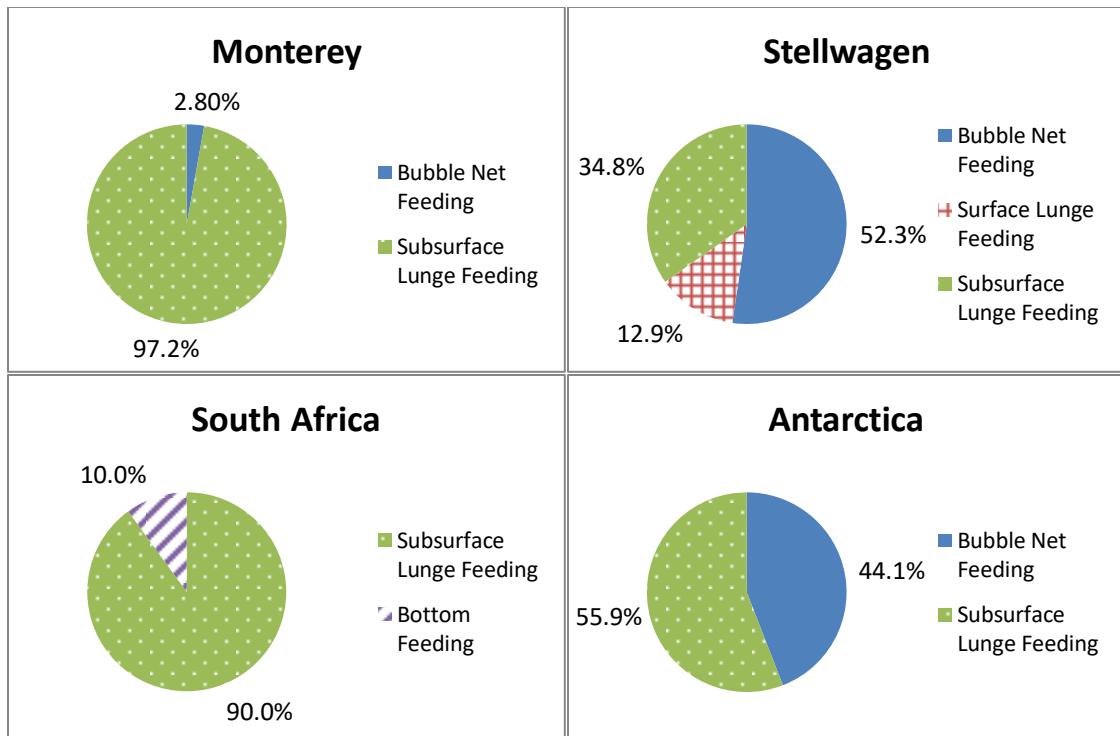 Monterey
2.80%
Bubble Net
Feeding
Subsurface
Lunge Feeding
97.2%
Stellwagen
34.8%
Bubble Net
Feeding
52.3%
Surface Lunge
Feeding
Subsurface
Lunge Feeding
12.9%
South Africa
10.0%
Subsurface
Lunge Feeding
Bottom
Feeding
90.0%
Antarctica
Bubble Net
Feeding
44.1%
55.9%
Subsurface
Lunge Feeding